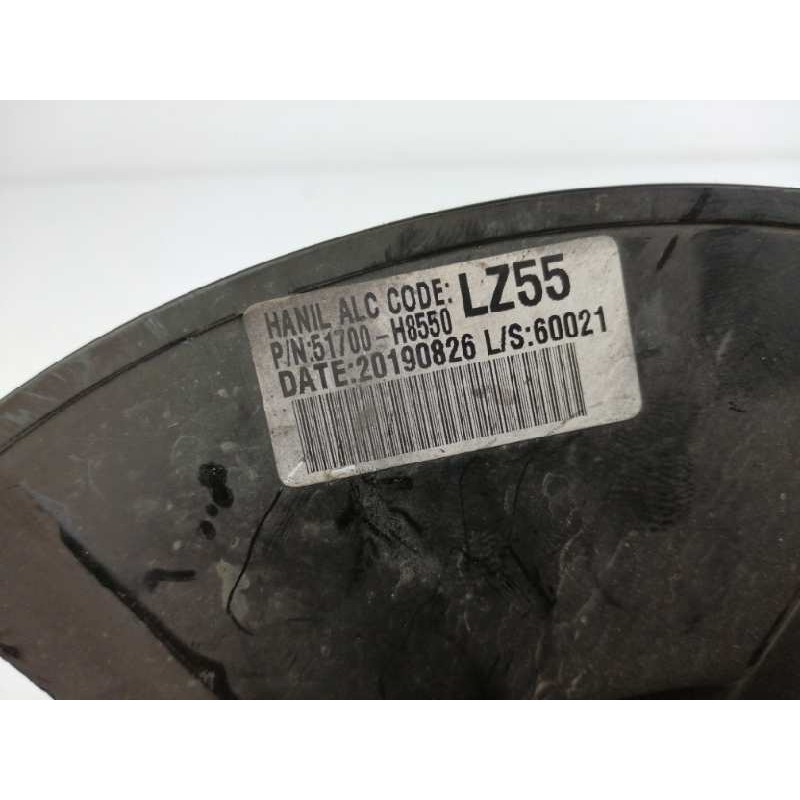 HANIL ALC CODE: LZ55
P/N:51700-H8550
DATE:20190826 L/S:60021